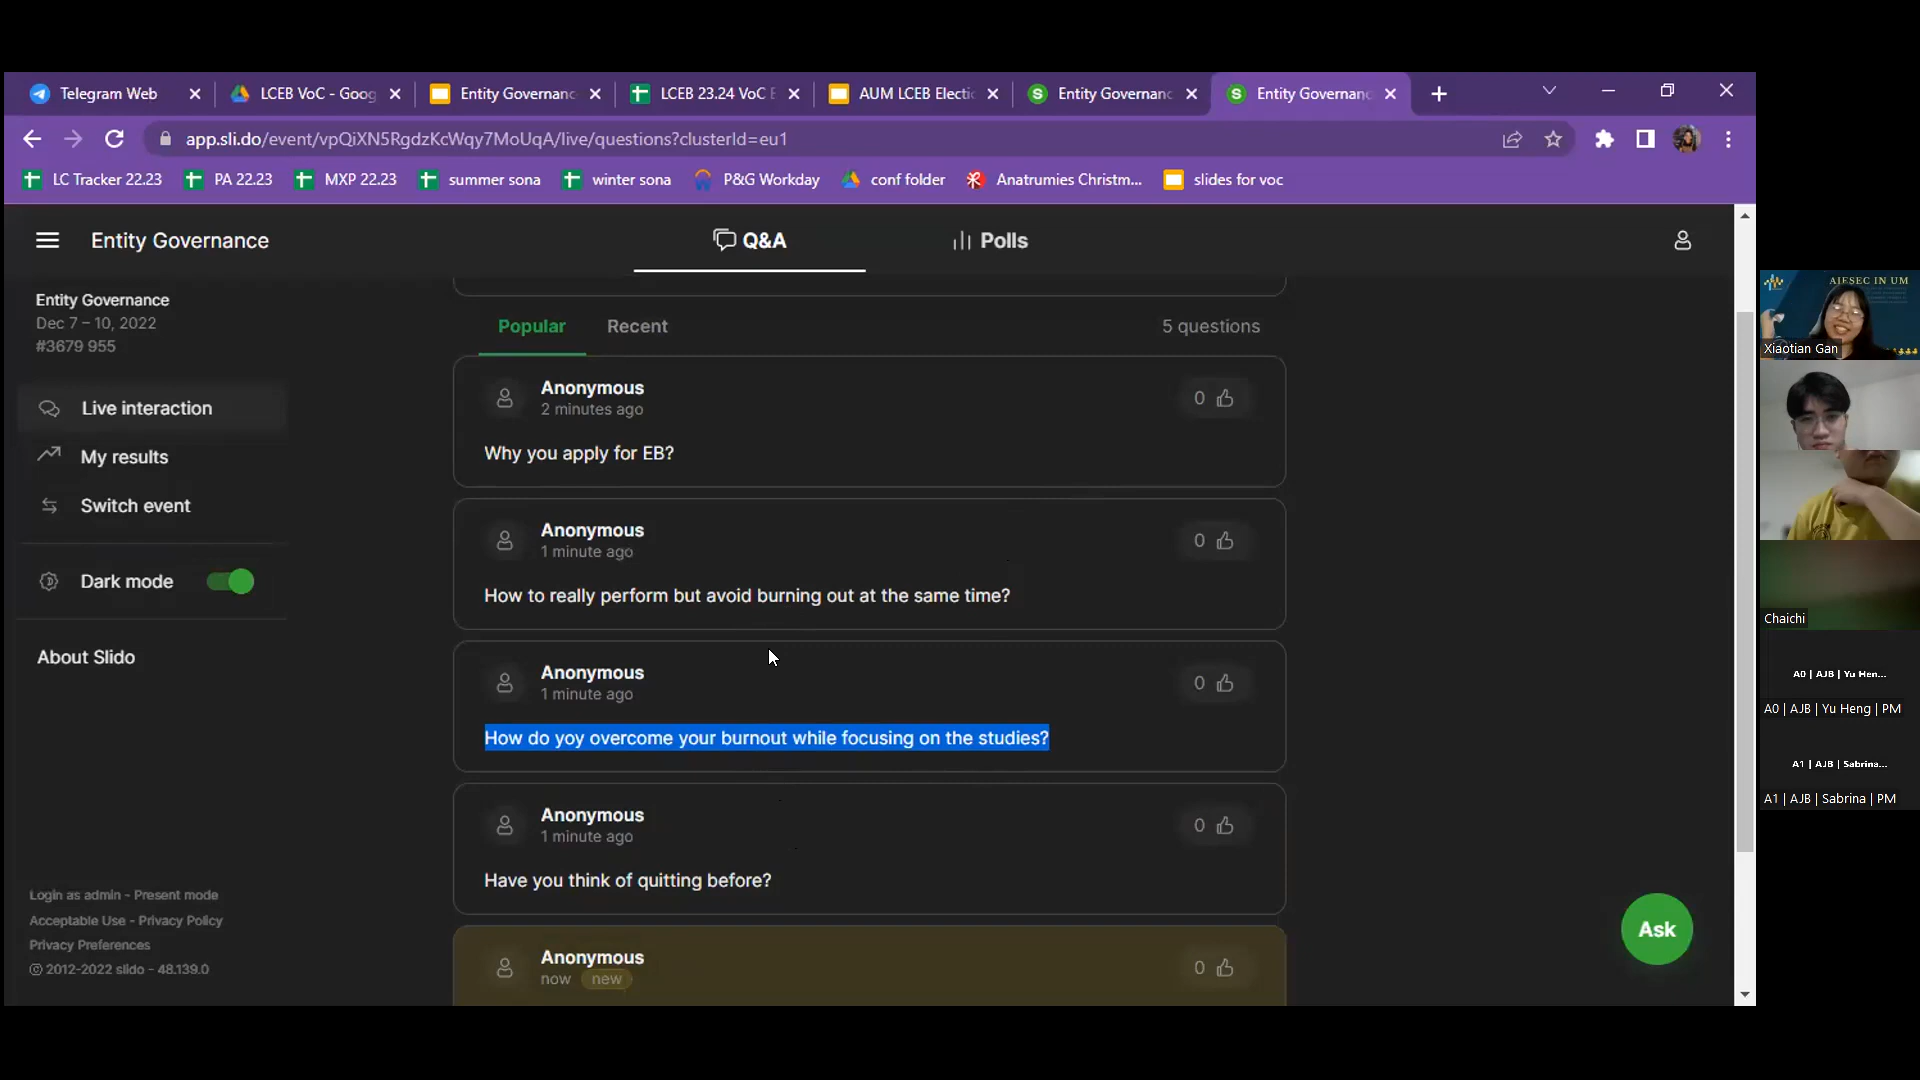 Telegram Web
LCEB VoC - Goog
Entity Governanc
LCEB 23.24 VoC E
AUM LCEB Electi
Entity Governanc
Entity Governanc
app.sli.do/event/vpQiXN5RgdzKcWqy7MoUqA/live/questions?clusterId=eu1
LC Tracker 22.23
PA 22.23
MXP 22.23
summer sona
winter sona
P&G Workday
conf folder
Anatrumies Christm...
slides for voc
Entity Governance
Q&A
Polls
Entity Governance
Dec 7 – 10, 2022
#3679 955
Live interaction
My results
Switch event
Dark mode
About Slido
Login as admin - Present mode
Acceptable Use - Privacy Policy
Privacy Preferences
© 2012-2022 slido - 48.139.0
Popular
Recent
5 questions
Anonymous
2 minutes ago
0
Why you apply for EB?
Anonymous
1 minute ago
0
How to really perform but avoid burning out at the same time?
Anonymous
1 minute ago
0
How do yoy overcome your burnout while focusing on the studies?
Anonymous
1 minute ago
0
Have you think of quitting before?
Anonymous
now new
0
Ask
AIESEC IN UM
Xiaotian Gan
Chaichi
A0 | AJB | Yu Hen...
A0 | AJB | Yu Heng | PM
A1 | AJB | Sabrina...
A1 | AJB | Sabrina | PM